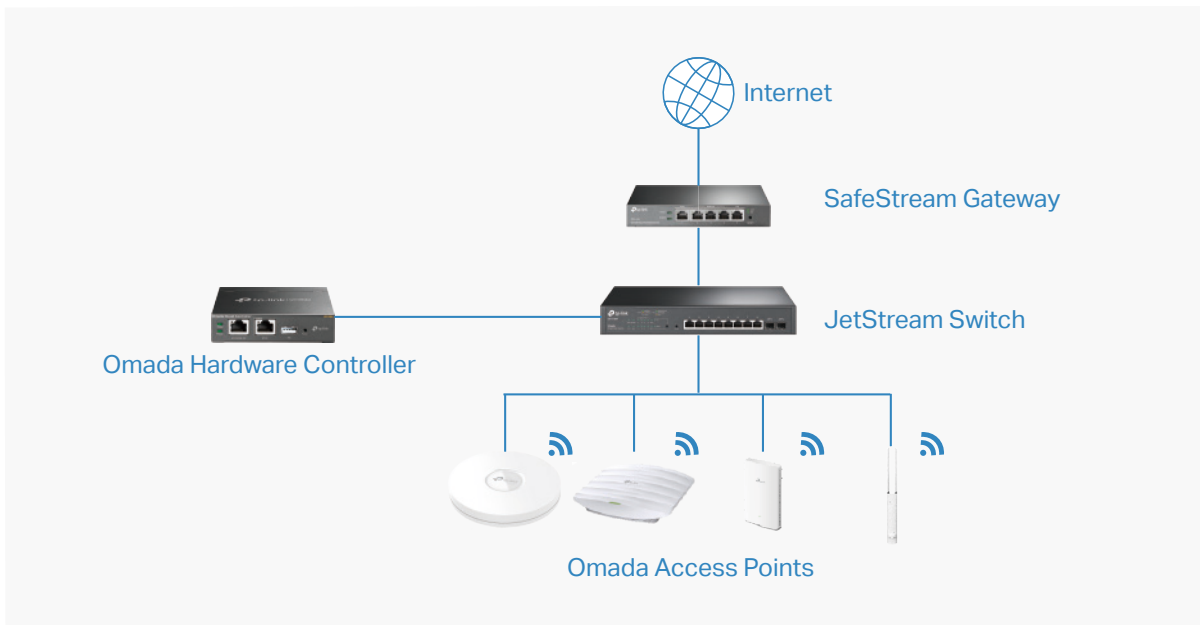 Internet
SafeStream Gateway
JetStream Switch
Omada Hardware Controller
Omada Access Points